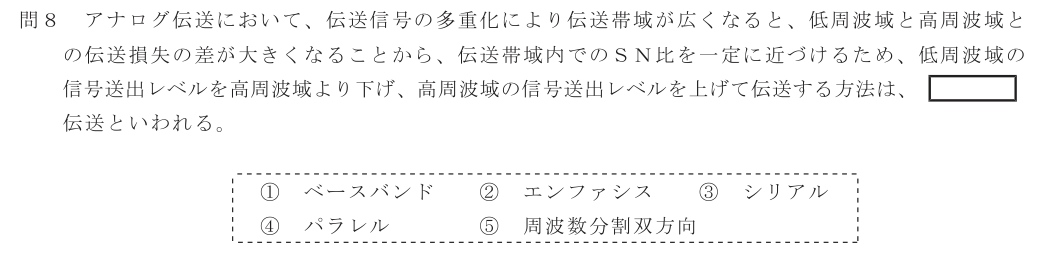 問８　アナログ伝送において、伝送信号の多重化により伝送帯域が広くなると、低周波域と高周波域と
の伝送損失の差が大きくなることから、伝送帯域内でのＳＮ比を一定に近づけるため、低周波域の
信号送出レベルを高周波域より下げ、高周波域の信号送出レベルを上げて伝送する方法は、
伝送といわれる。
①　ベースバンド　②　エンファシス　③　シリアル
④　パラレル　⑤　周波数分割双方向